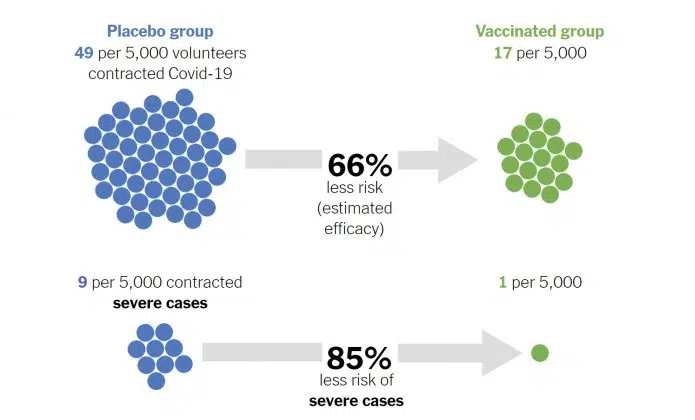 Placebo group
49 per 5,000 volunteers
contracted Covid-19
Vaccinated group
17 per 5,000
66%
less risk
(estimated
efficacy)
9 per 5,000 contracted
severe cases
1 per 5,000
85%
less risk of
severe cases